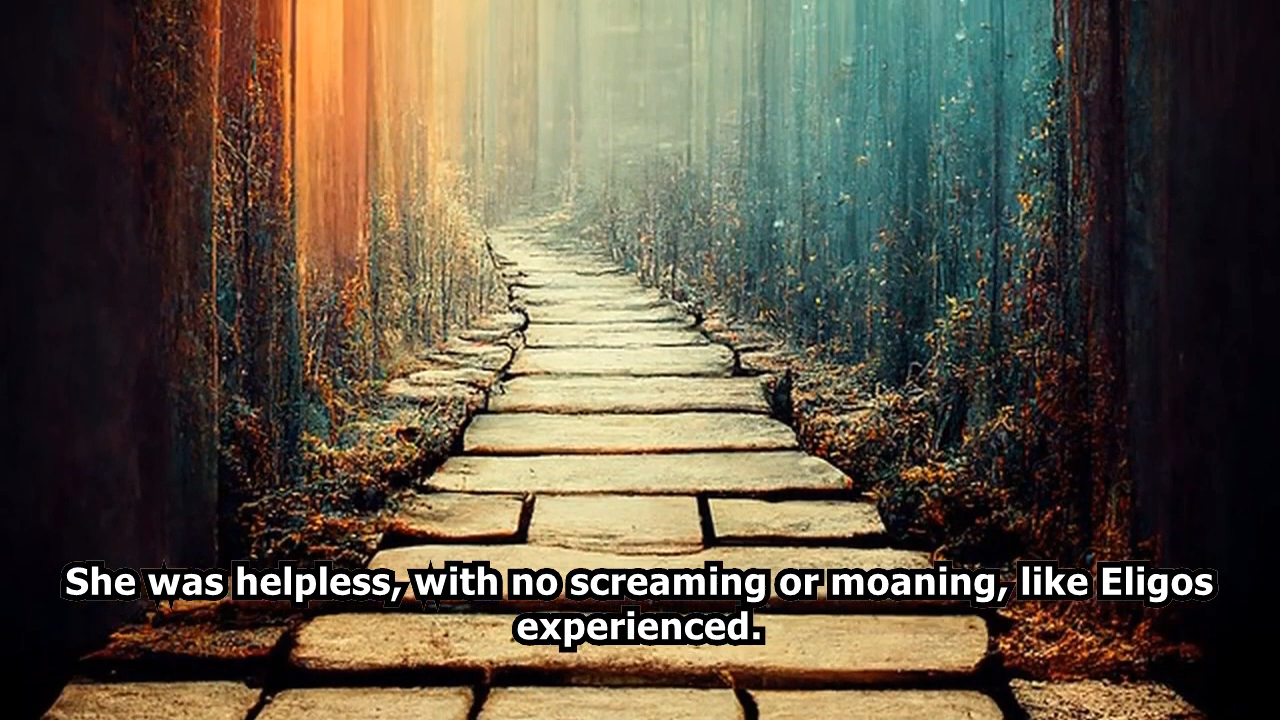 She was helpless, with no screaming or moaning, like Eligos
experienced.